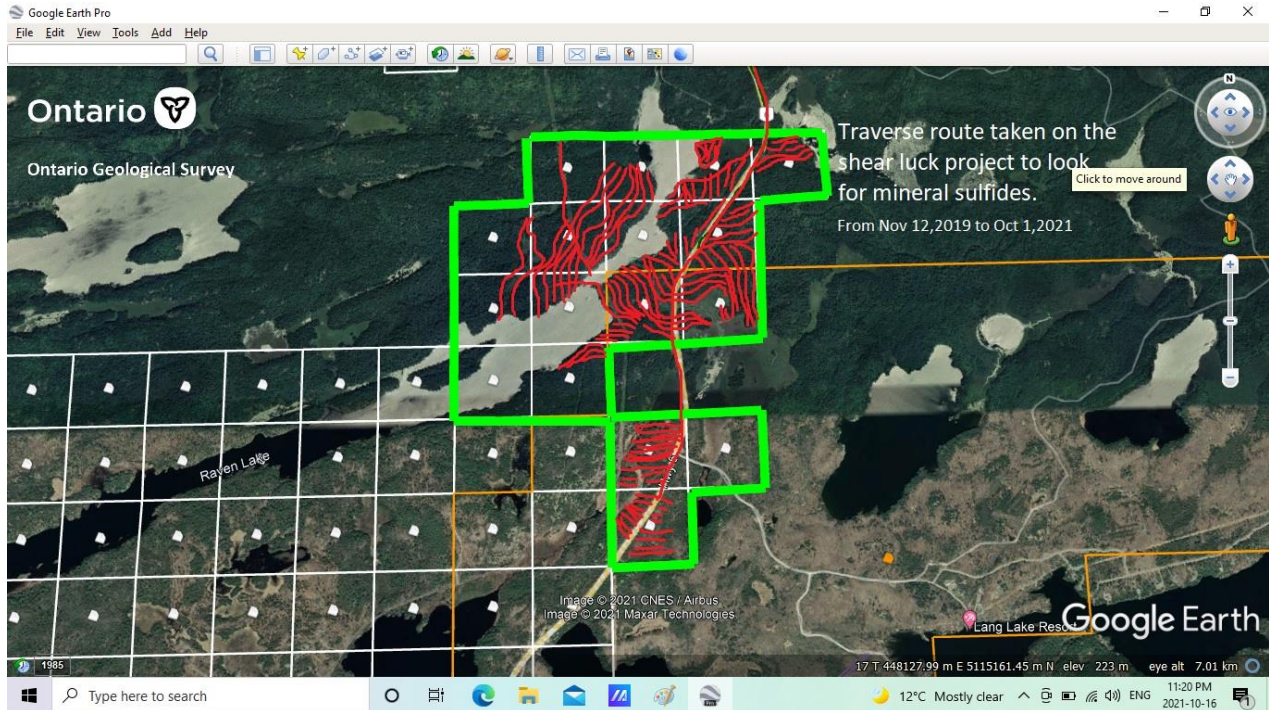 Google Earth Pro
File Edit View Tools Add Help
Ontario
Ontario Geological Survey
N
Traverse route taken on the
shear luck project to look
for mineral sulfides.
Click to move around
From Nov 12,2019 to Oct 1,2021
Raven Lake
Image © 2021 CNES / Airbus
Image © 2021 Maxar Technologies
Lang Lake Resort
Google Earth
1985
17 T 448127.99 m E 5115161.45 m N elev 223 m eye alt 7.01 km
Type here to search
12°C Mostly clear
ENG
11:20 PM
2021-10-16
1